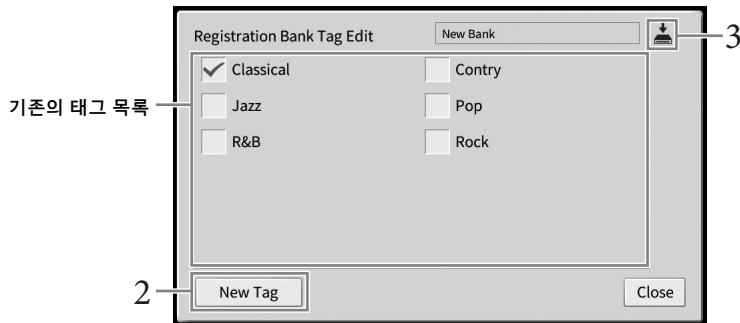 Registration Bank Tag Edit New Bank 3
Classical Contry
기존의 태그 목록 Jazz Pop
R&B Rock
2 New Tag Close